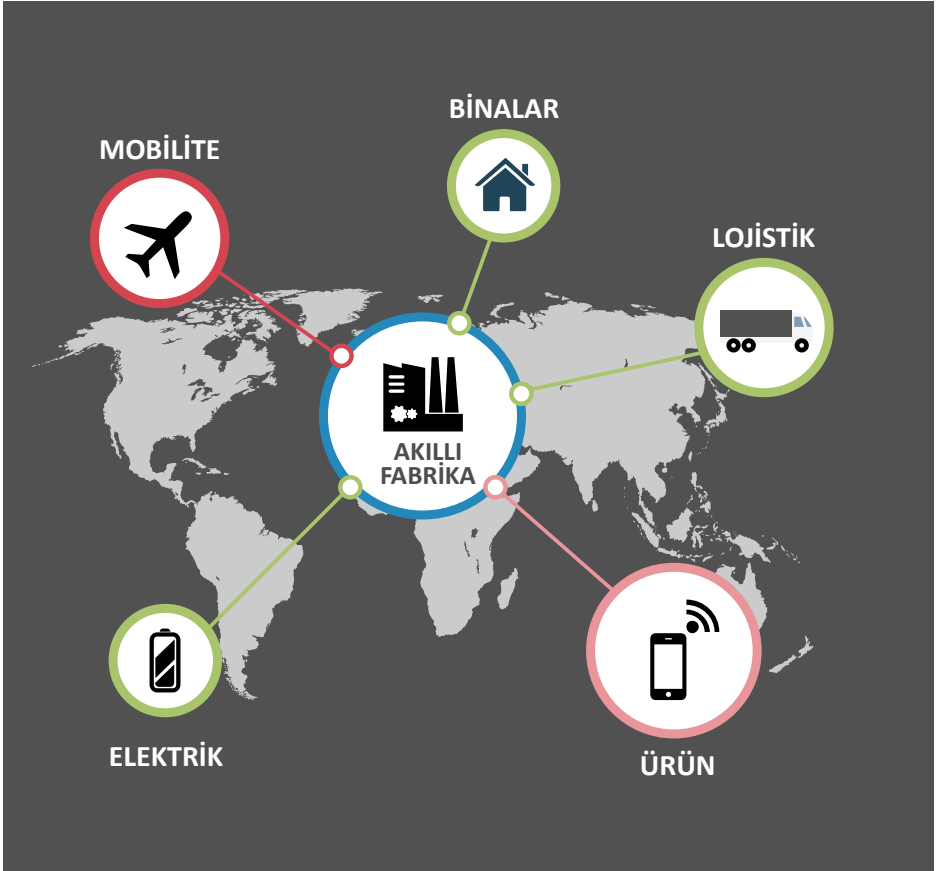 BİNALAR
MOBİLİTE
LOJİSTİK
AKILLI
FABRİKA
ELEKTRİK
ÜRÜN